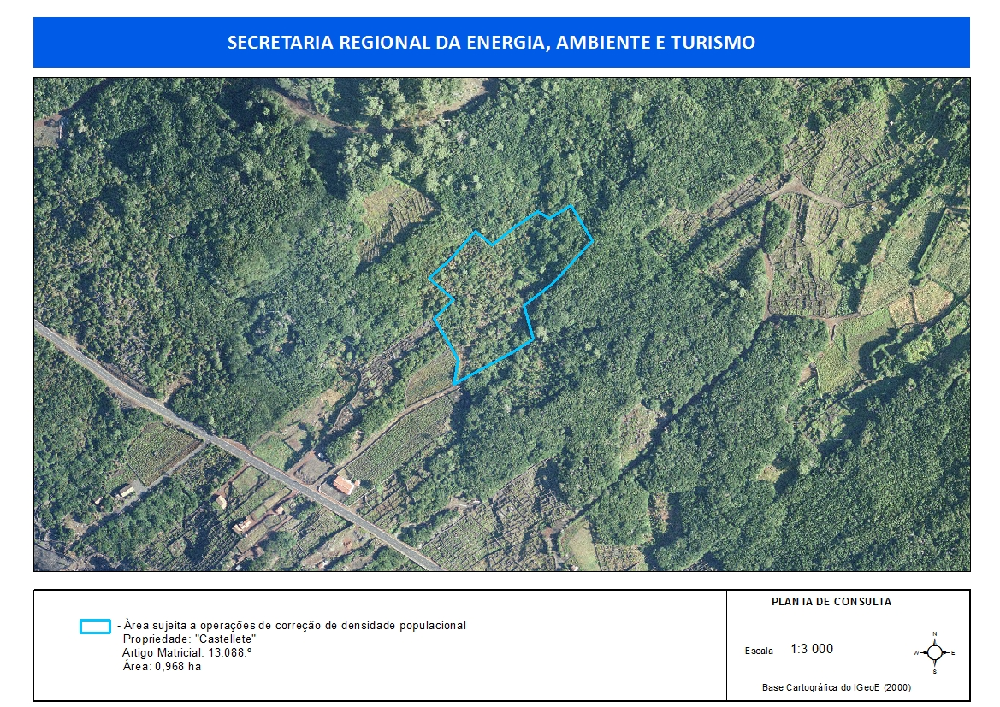 SECRETARIA REGIONAL DA ENERGIA, AMBIENTE E TURISMO
- Àrea sujeita a operações de correção de densidade populacional
Propriedade: "Castellete"
Artigo Matricial: 13.088.º
Área: 0,968 ha
PLANTA DE CONSULTA
Escala 1:3 000
N
W E
S
Base Cartográfica do IGeoE (2000)